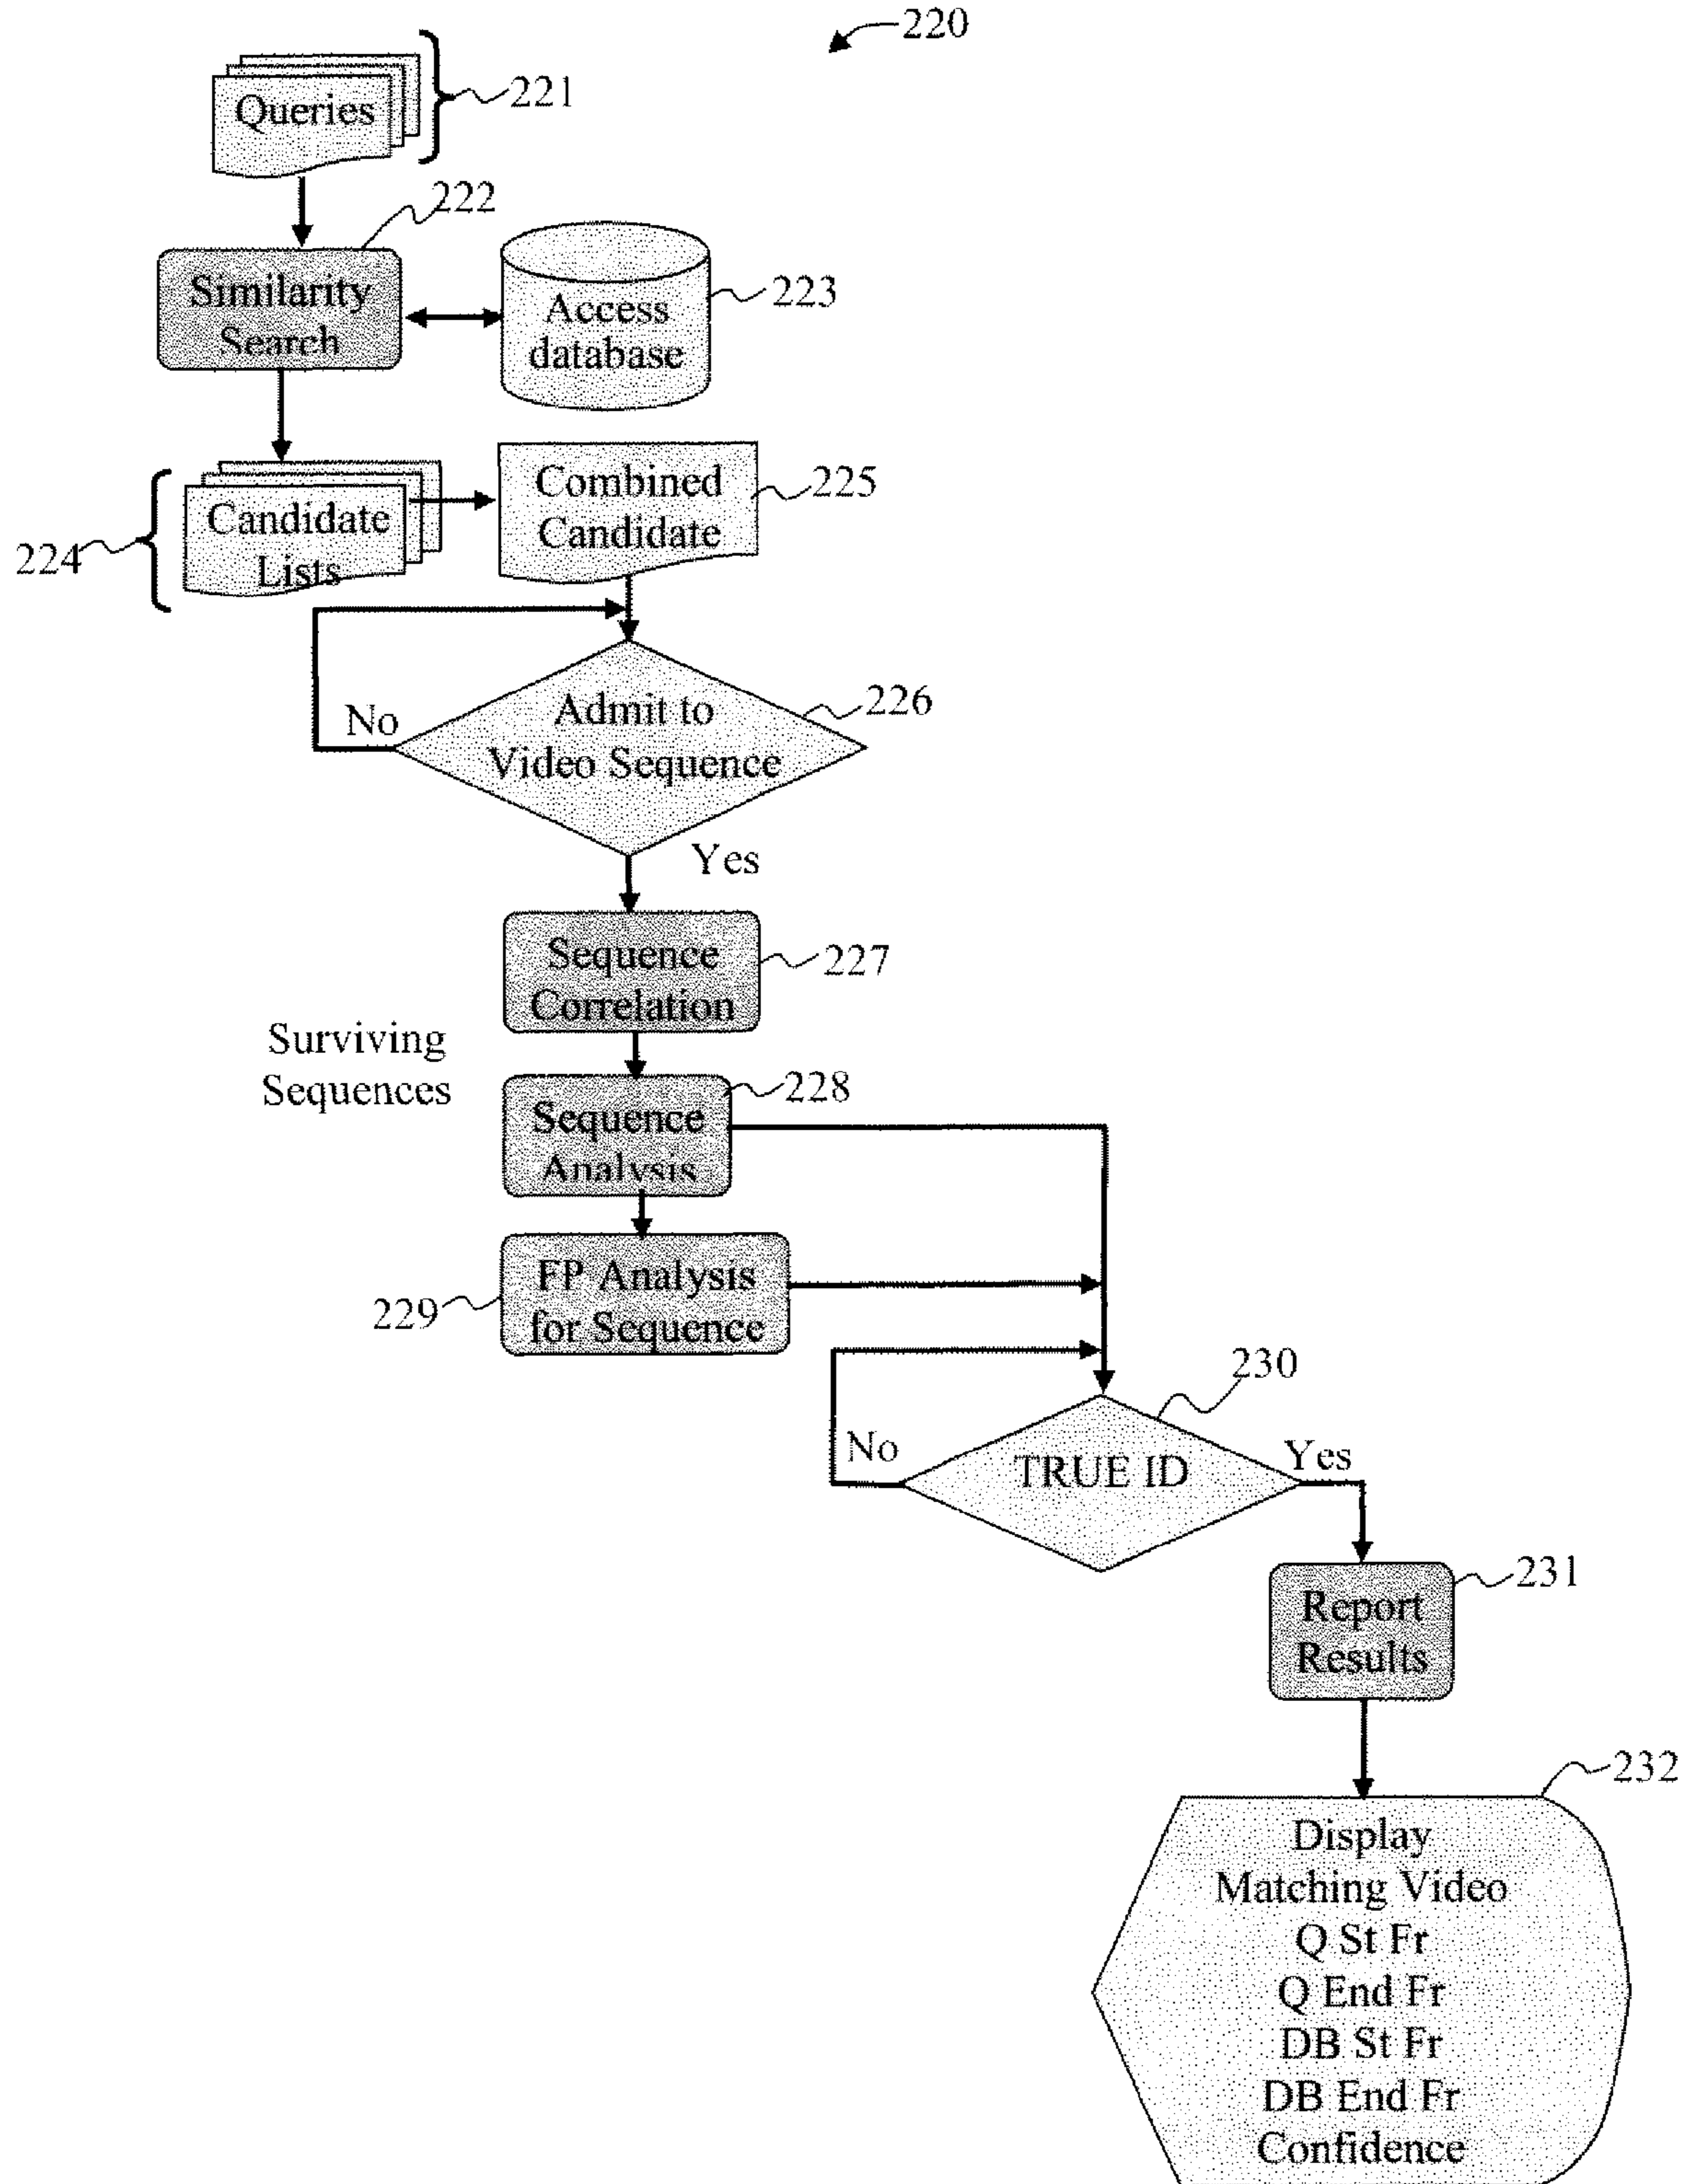 220
Queries
221
222
Similarity
Search
Access
database
223
Candidate
Lists
224
Combined
Candidate
225
Admit to
Video Sequence
226
No
Yes
Sequence
Correlation
227
Surviving
Sequences
Sequence
Analysis
228
FP Analysis
for Sequence
229
230
No
TRUE ID
Yes
Report
Results
231
232
Display
Matching Video
Q St Fr
Q End Fr
DB St Fr
DB End Fr
Confidence